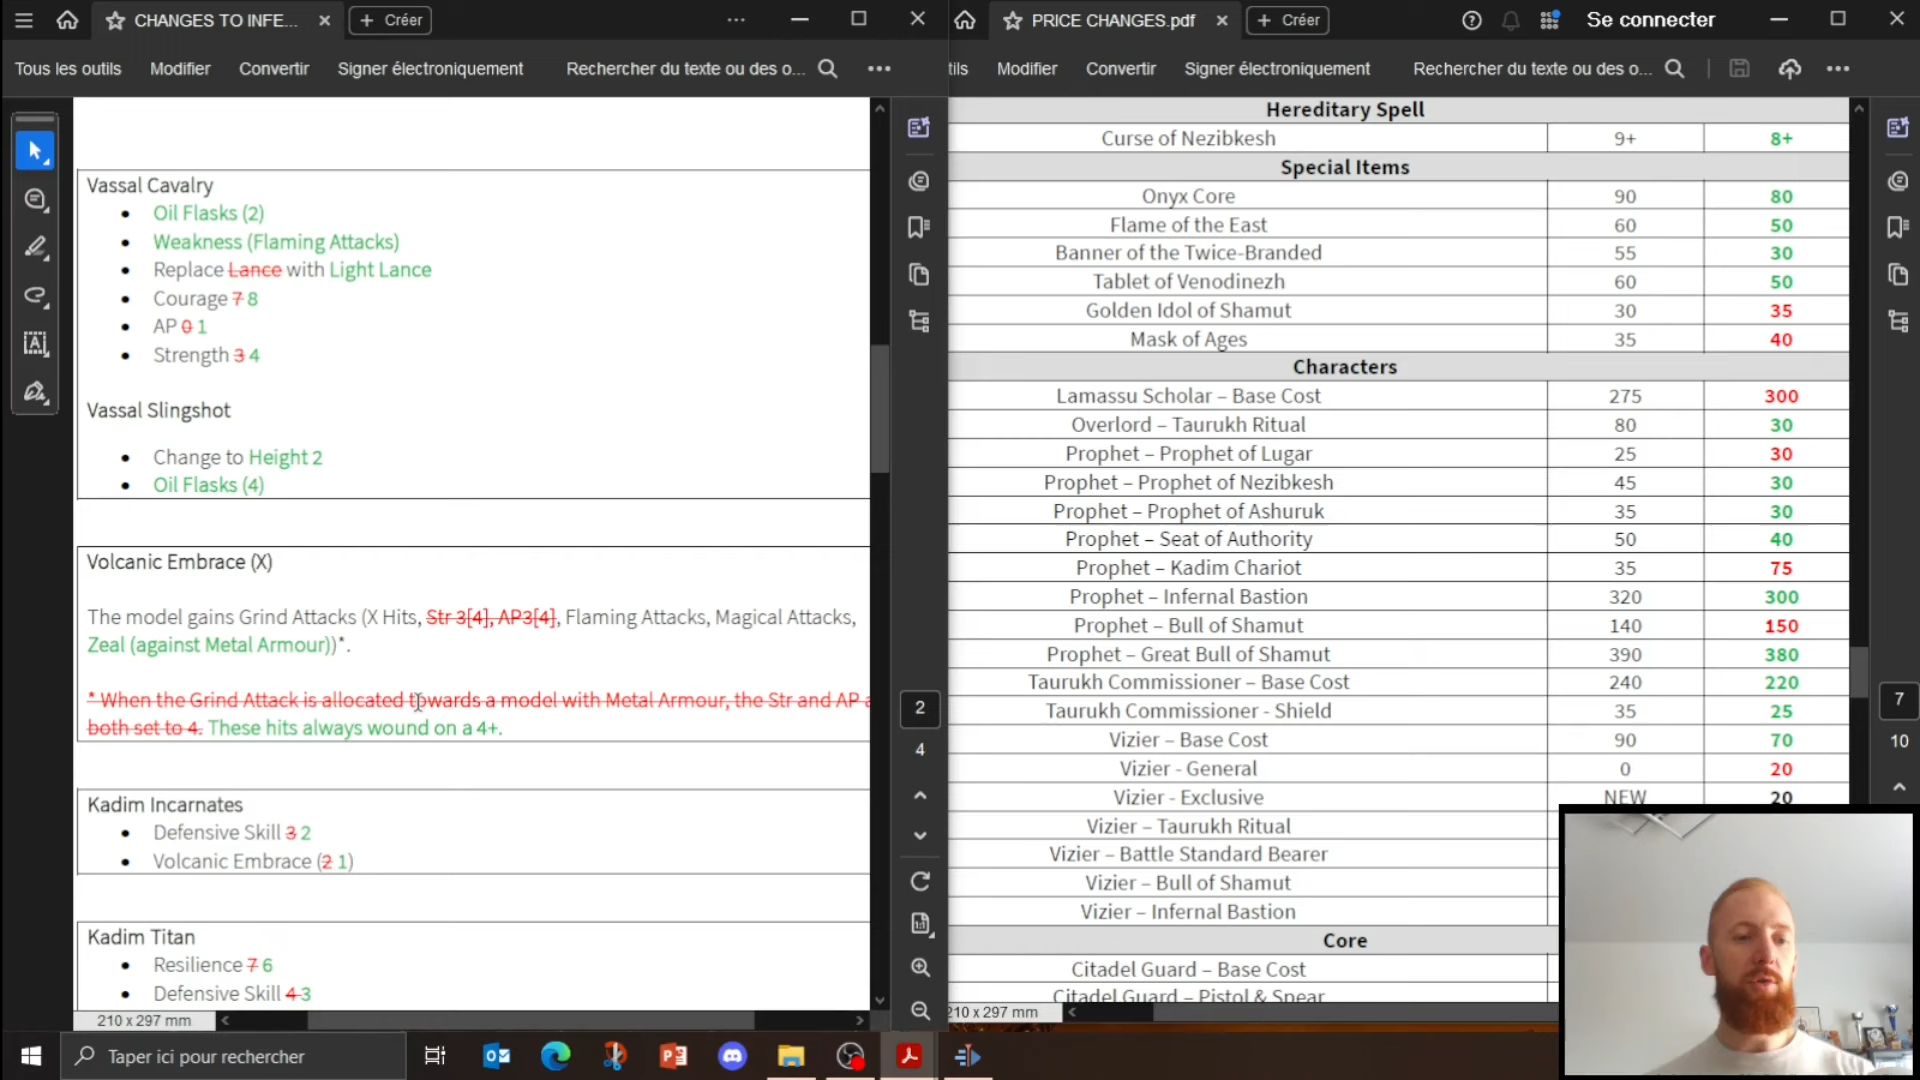 CHANGES TO INFE...
Créer
Tous les outils
Modifier
Convertir
Signer électroniquement
Rechercher du texte ou des o...
Vassal Cavalry
• Oil Flasks (2)
• Weakness (Flaming Attacks)
• Replace Lance with Light Lance
• Courage 7 8
• AP 0 1
• Strength 3 4
Vassal Slingshot
• Change to Height 2
• Oil Flasks (4)
Volcanic Embrace (X)
The model gains Grind Attacks (X Hits, Str 3[4], AP3[4], Flaming Attacks, Magical Attacks,
Zeal (against Metal Armour))*.
* When the Grind Attack is allocated towards a model with Metal Armour, the Str and AP a
both set to 4. These hits always wound on a 4+.
Kadim Incarnates
• Defensive Skill 3 2
• Volcanic Embrace (2 1)
Kadim Titan
• Resilience 7 6
• Defensive Skill 4 3
210 x 297 mm
2
4
PRICE CHANGES.pdf
Créer
Se connecter
tils
Modifier
Convertir
Signer électroniquement
Rechercher du texte ou des o...
Hereditary Spell
Curse of Nezibkesh 9+ 8+
Special Items
Onyx Core 90 80
Flame of the East 60 50
Banner of the Twice-Branded 55 30
Tablet of Venodinezh 60 50
Golden Idol of Shamut 30 35
Mask of Ages 35 40
Characters
Lamassu Scholar – Base Cost 275 300
Overlord – Taurukh Ritual 80 30
Prophet – Prophet of Lugar 25 30
Prophet – Prophet of Nezibkesh 45 30
Prophet – Prophet of Ashuruk 35 30
Prophet – Seat of Authority 50 40
Prophet – Kadim Chariot 35 75
Prophet – Infernal Bastion 320 300
Prophet – Bull of Shamut 140 150
Prophet – Great Bull of Shamut 390 380
Taurukh Commissioner – Base Cost 240 220
Taurukh Commissioner - Shield 35 25
Vizier – Base Cost 90 70
Vizier - General 0 20
Vizier - Exclusive NEW 20
Vizier – Taurukh Ritual
Vizier – Battle Standard Bearer
Vizier – Bull of Shamut
Vizier – Infernal Bastion
Core
Citadel Guard – Base Cost
Citadel Guard – Pistol & Spear
210 x 297 mm
7
10
Taper ici pour rechercher